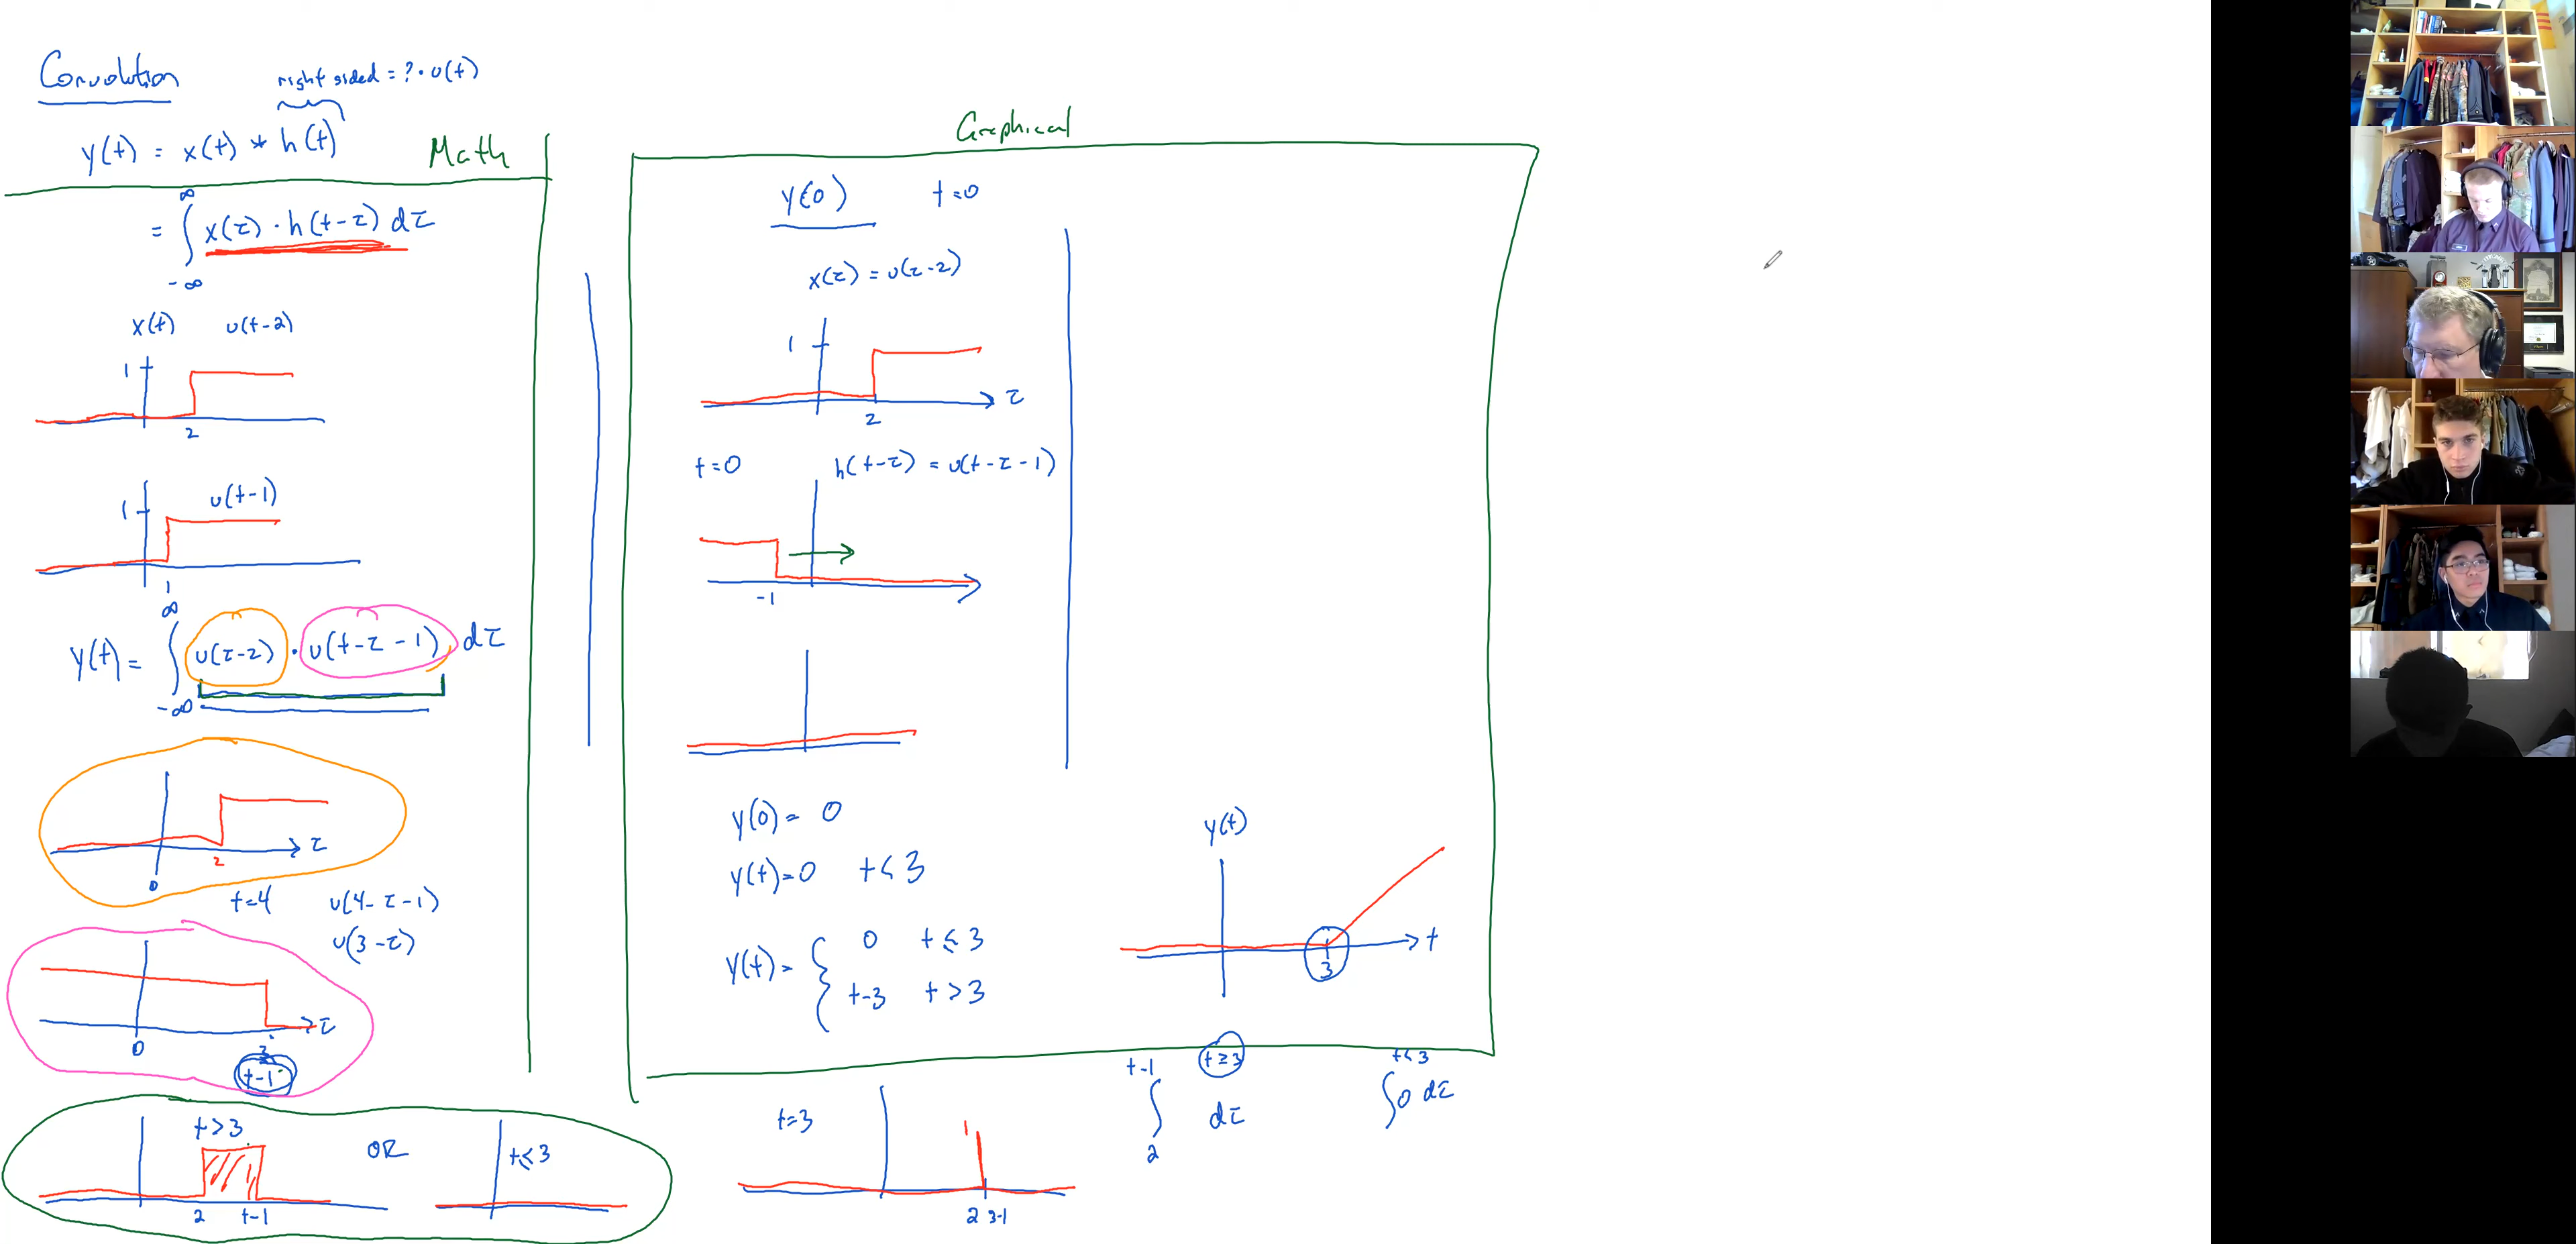 Convolution
right sided = ? · u(t)
y(t) = x(t) * h(t)
Math
= ∫ x(τ) · h(t-τ) dτ
∞
-∞
x(t) u(t-2)
1
2
u(t-1)
1
1
∞
y(t) = ∫ u(τ-2) · u(t-τ-1) dτ
-∞
τ
2
0
t=4 u(4-τ-1)
u(3-τ)
τ
0
3
t-1
t>3
OR
t≤3
2 t-1
Graphical
y(0) t=0
x(τ) = u(τ-2)
1
τ
2
t=0 h(t-τ) = u(t-τ-1)
-1
y(0) = 0
y(t)=0 t<3
y(t) = { 0 t≤3
t-3 t>3
y(t)
t
3
t=3
1
2 3-1
t-1
t≥3
∫ dτ
2
t<3
∫0 dτ